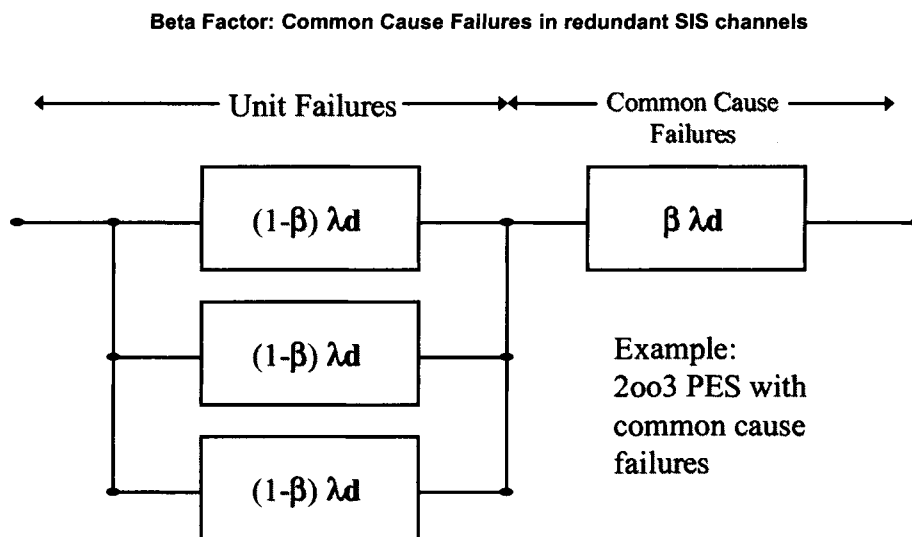 Beta Factor: Common Cause Failures in redundant SIS channels
Unit Failures
Common Cause
Failures
(1-β) λd
β λd
(1-β) λd
(1-β) λd
Example:
2oo3 PES with
common cause
failures